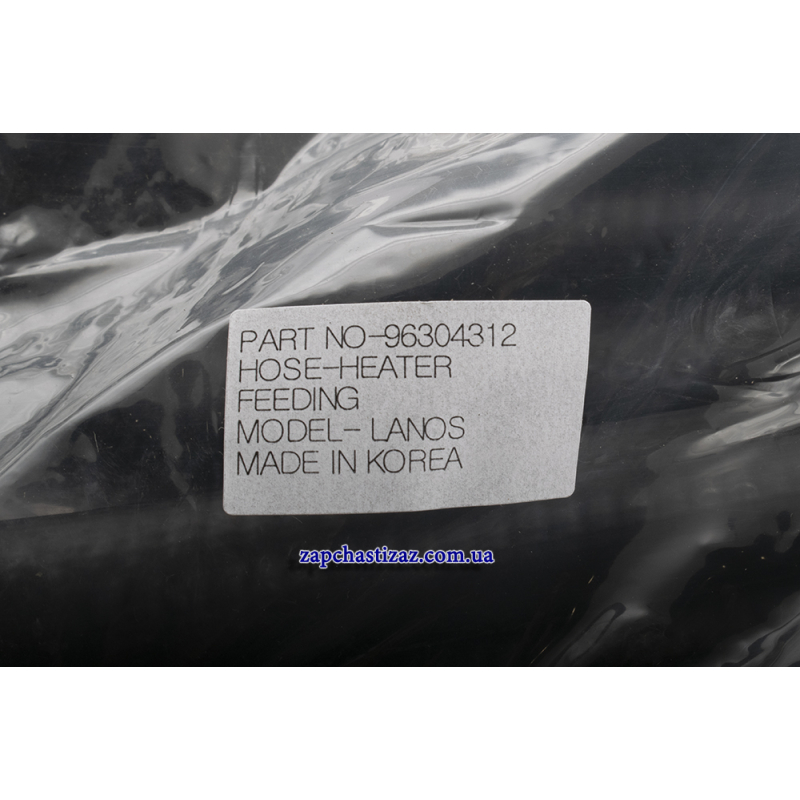 PART NO-96304312
HOSE-HEATER
FEEDING
MODEL- LANOS
MADE IN KOREA
zapchastizaz.com.ua